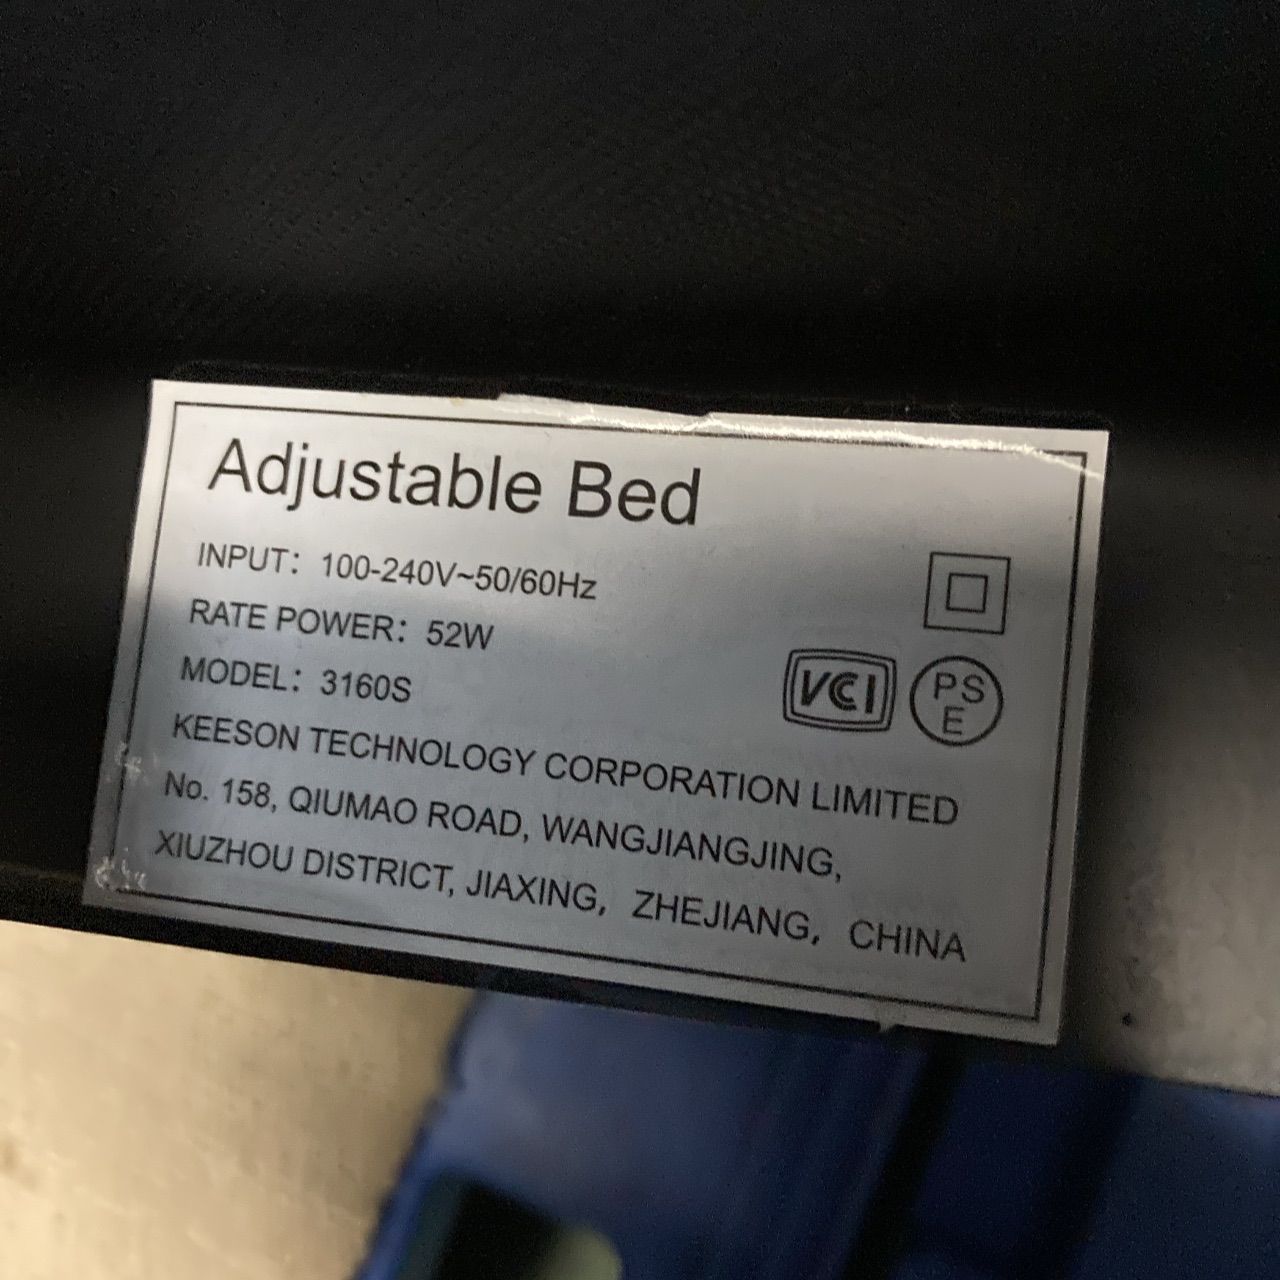 Adjustable Bed
INPUT: 100-240V~50/60Hz
RATE POWER: 52W
MODEL: 3160S
VCCI
PS
E
KEESON TECHNOLOGY CORPORATION LIMITED
No. 158, QIUMAO ROAD, WANGJIANGJING,
XIUZHOU DISTRICT, JIAXING, ZHEJIANG, CHINA